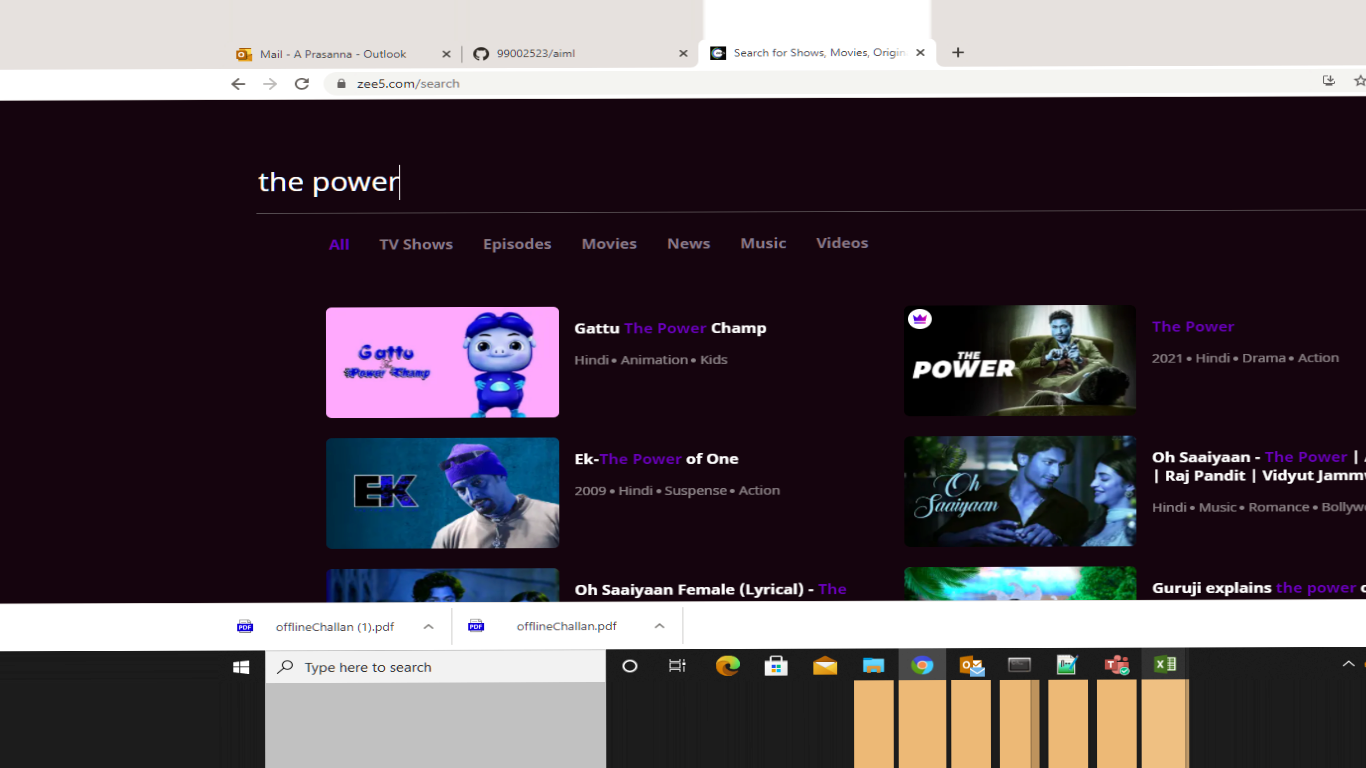 Mail - A Prasanna - Outlook
99002523/aiml
Search for Shows, Movies, Origin
zee5.com/search
the power
All TV Shows Episodes Movies News Music Videos
Gattu
The
Power Champ
Gattu The Power Champ
Hindi • Animation • Kids
THE
POWER
The Power
2021 • Hindi • Drama • Action
EK
Ek-The Power of One
2009 • Hindi • Suspense • Action
Oh
Saaiyaan
Oh Saaiyaan - The Power |
| Raj Pandit | Vidyut Jamm
Hindi • Music • Romance • Bollyw
Oh Saaiyaan Female (Lyrical) - The
Guruji explains the power
PDF offlineChallan (1).pdf
PDF offlineChallan.pdf
Type here to search